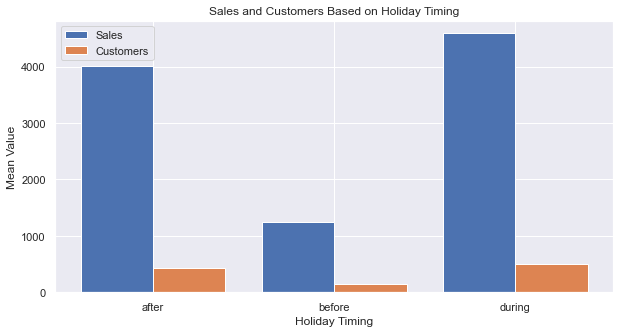 Sales and Customers Based on Holiday Timing
Sales
Customers
Mean Value
4000
3000
2000
1000
0
after
before
during
Holiday Timing